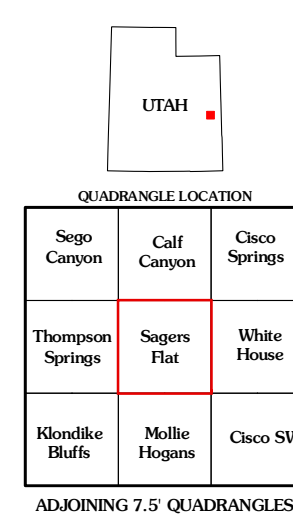 UTAH
QUADRANGLE LOCATION
Sego Canyon
Calf Canyon
Cisco Springs
Thompson Springs
Sagers Flat
White House
Klondike Bluffs
Mollie Hogans
Cisco SW
ADJOINING 7.5' QUADRANGLES